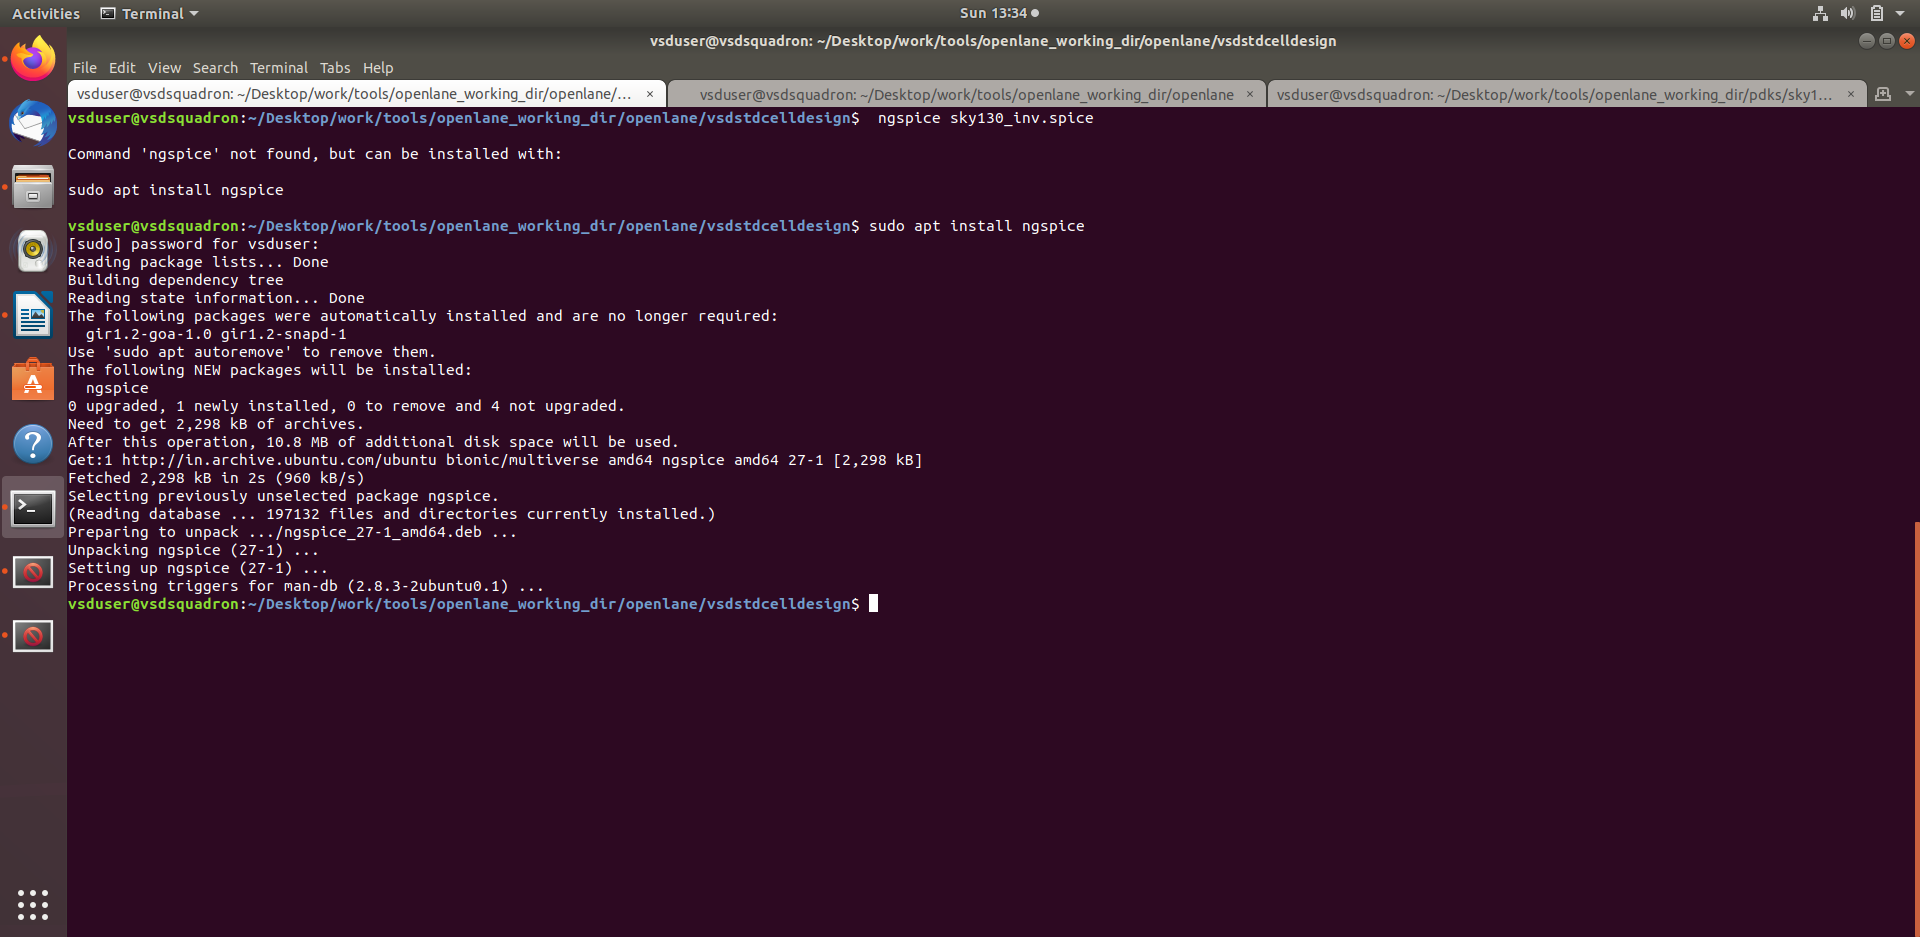 Activities Terminal Sun 13:34
vsduser@vsdsquadron: ~/Desktop/work/tools/openlane_working_dir/openlane/vsdstdcelldesign
File Edit View Search Terminal Tabs Help
vsduser@vsdsquadron: ~/Desktop/work/tools/openlane_working_dir/openlane/... × vsduser@vsdsquadron: ~/Desktop/work/tools/openlane_working_dir/openlane × vsduser@vsdsquadron: ~/Desktop/work/tools/openlane_working_dir/pdks/sky1... ×
vsduser@vsdsquadron:~/Desktop/work/tools/openlane_working_dir/openlane/vsdstdcelldesign$  ngspice sky130_inv.spice
Command 'ngspice' not found, but can be installed with:
sudo apt install ngspice
vsduser@vsdsquadron:~/Desktop/work/tools/openlane_working_dir/openlane/vsdstdcelldesign$ sudo apt install ngspice
[sudo] password for vsduser:
Reading package lists... Done
Building dependency tree
Reading state information... Done
The following packages were automatically installed and are no longer required:
  gir1.2-goa-1.0 gir1.2-snapd-1
Use 'sudo apt autoremove' to remove them.
The following NEW packages will be installed:
  ngspice
0 upgraded, 1 newly installed, 0 to remove and 4 not upgraded.
Need to get 2,298 kB of archives.
After this operation, 10.8 MB of additional disk space will be used.
Get:1 http://in.archive.ubuntu.com/ubuntu bionic/multiverse amd64 ngspice amd64 27-1 [2,298 kB]
Fetched 2,298 kB in 2s (960 kB/s)
Selecting previously unselected package ngspice.
(Reading database ... 197132 files and directories currently installed.)
Preparing to unpack .../ngspice_27-1_amd64.deb ...
Unpacking ngspice (27-1) ...
Setting up ngspice (27-1) ...
Processing triggers for man-db (2.8.3-2ubuntu0.1) ...
vsduser@vsdsquadron:~/Desktop/work/tools/openlane_working_dir/openlane/vsdstdcelldesign$